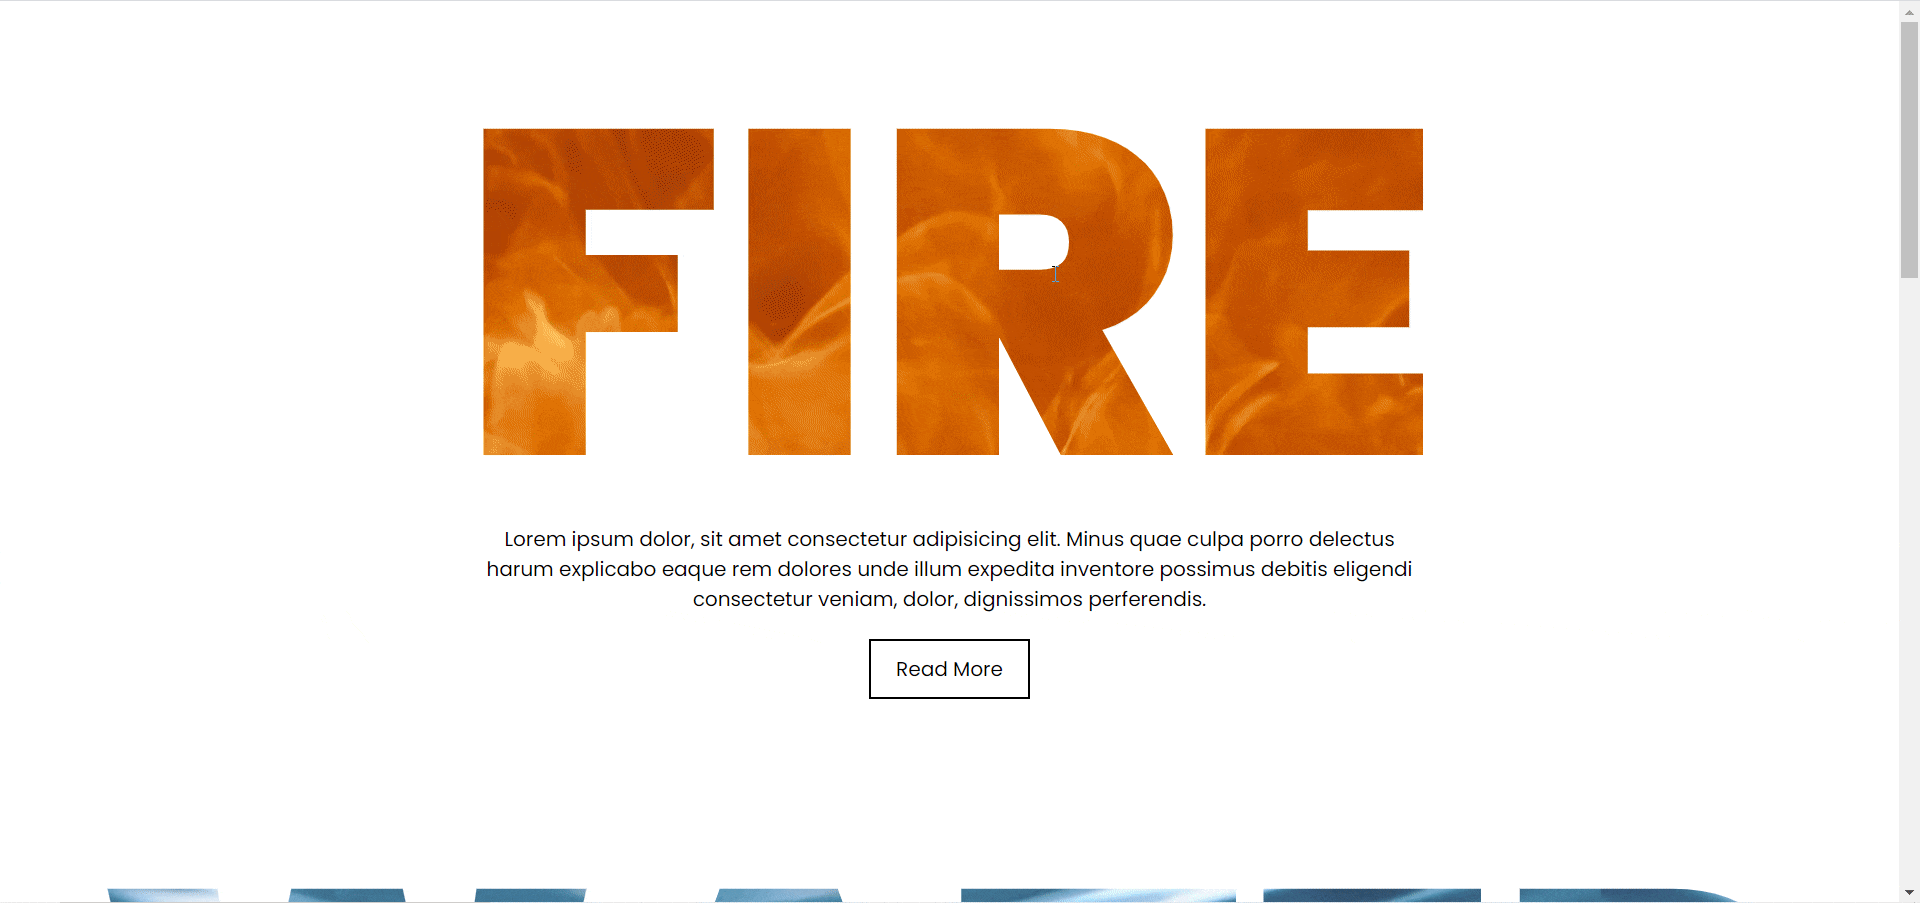 FIRE
Lorem ipsum dolor, sit amet consectetur adipisicing elit. Minus quae culpa porro delectus
harum explicabo eaque rem dolores unde illum expedita inventore possimus debitis eligendi
consectetur veniam, dolor, dignissimos perferendis.
Read More